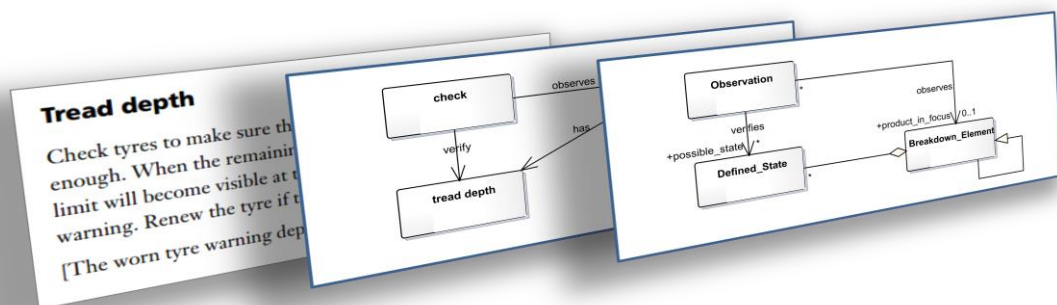 Tread depth
Check tyres to make sure th
enough. When the remainin
limit will become visible at t
warning. Renew the tyre if t
[The worn tyre warning dep
check
observes
has
verify
tread depth
Observation
*
observes
verifies
+possible_state
*
+product_in_focus
0..1
Breakdown_Element
Defined_State
*